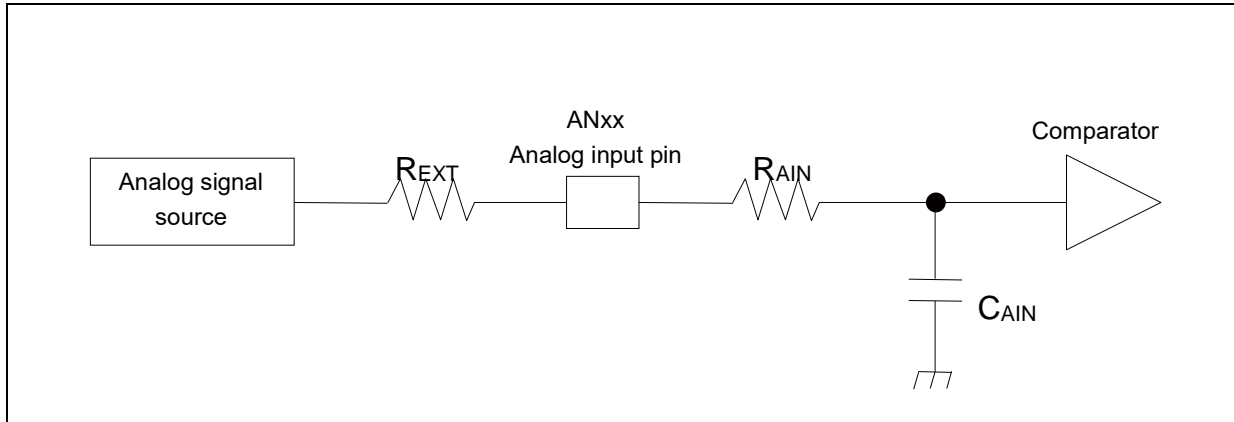 Analog signal
source
REXT
ANxx
Analog input pin
RAIN
Comparator
CAIN